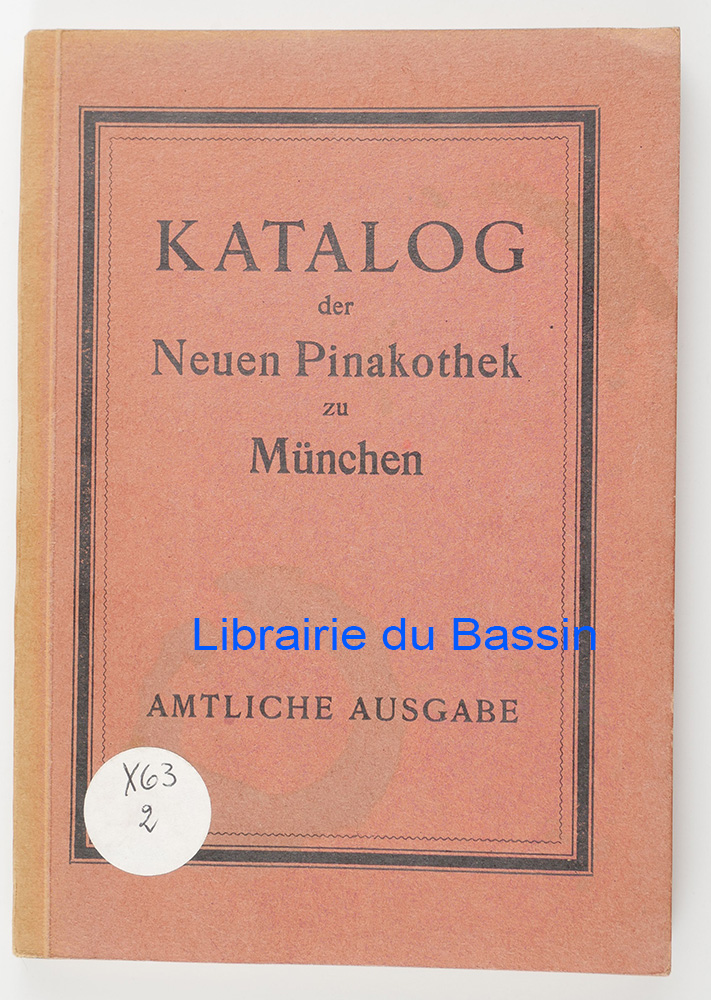 KATALOG
der
Neuen Pinakothek
zu
München
Librairie du Bassin
AMTLICHE AUSGABE
X63
2